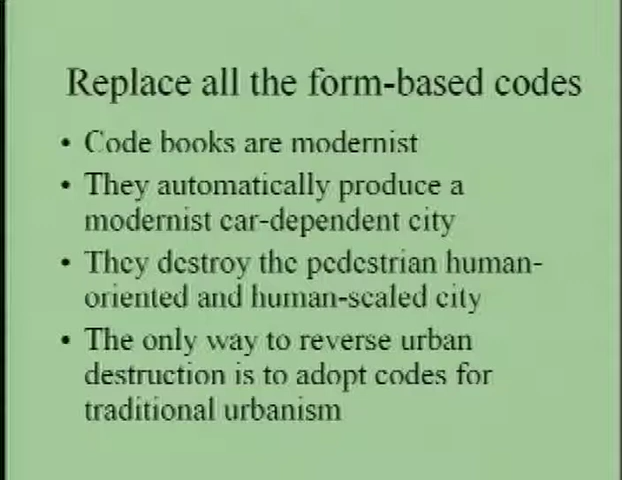 Replace all the form-based codes
• Code books are modernist
• They automatically produce a
modernist car-dependent city
• They destroy the pedestrian human-
oriented and human-scaled city
• The only way to reverse urban
destruction is to adopt codes for
traditional urbanism